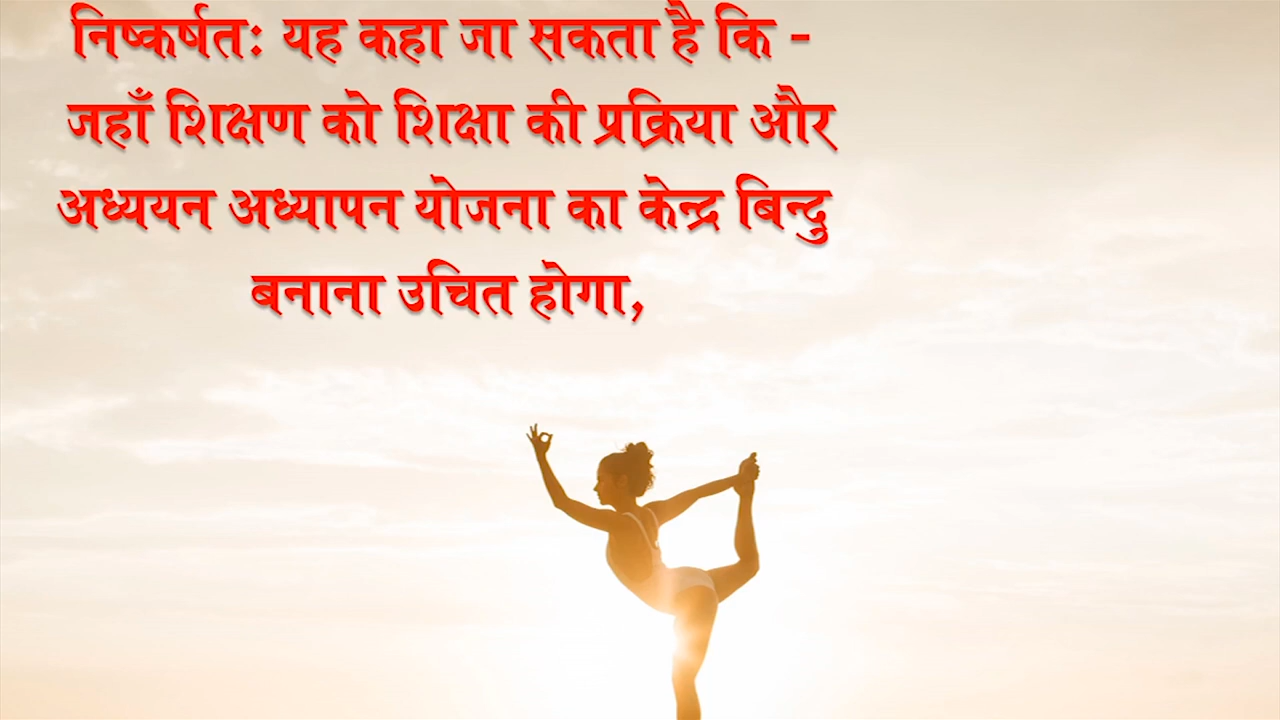 निष्कर्षतः यह कहा जा सकता है कि -
जहाँ शिक्षण को शिक्षा की प्रक्रिया और
अध्ययन अध्यापन योजना का केन्द्र बिन्दु
बनाना उचित होगा,